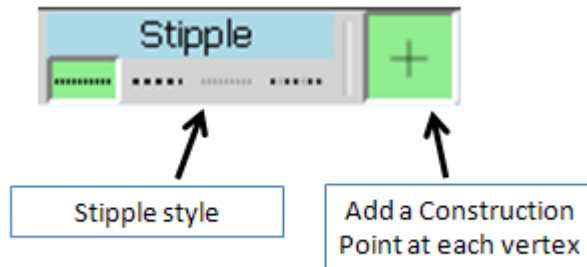 Stipple
Stipple style
Add a Construction
Point at each vertex